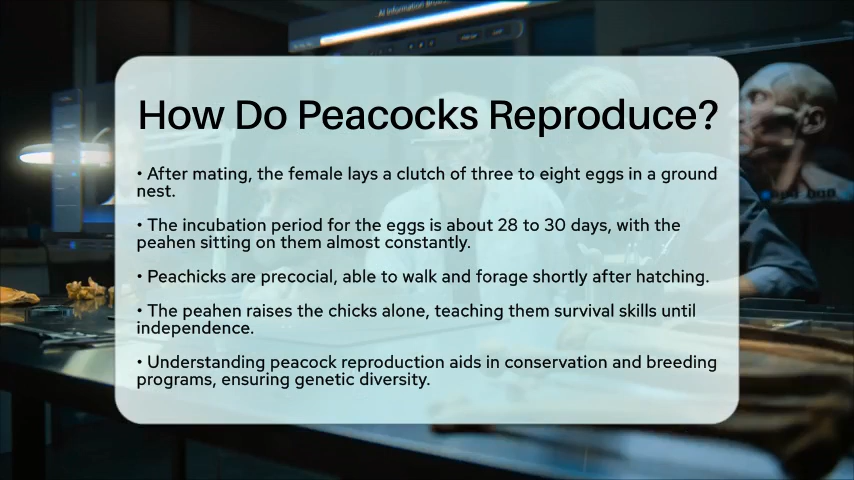 AI Information
How Do Peacocks Reproduce?
• After mating, the female lays a clutch of three to eight eggs in a ground
nest.
• The incubation period for the eggs is about 28 to 30 days, with the
peahen sitting on them almost constantly.
• Peachicks are precocial, able to walk and forage shortly after hatching.
• The peahen raises the chicks alone, teaching them survival skills until
independence.
• Understanding peacock reproduction aids in conservation and breeding
programs, ensuring genetic diversity.